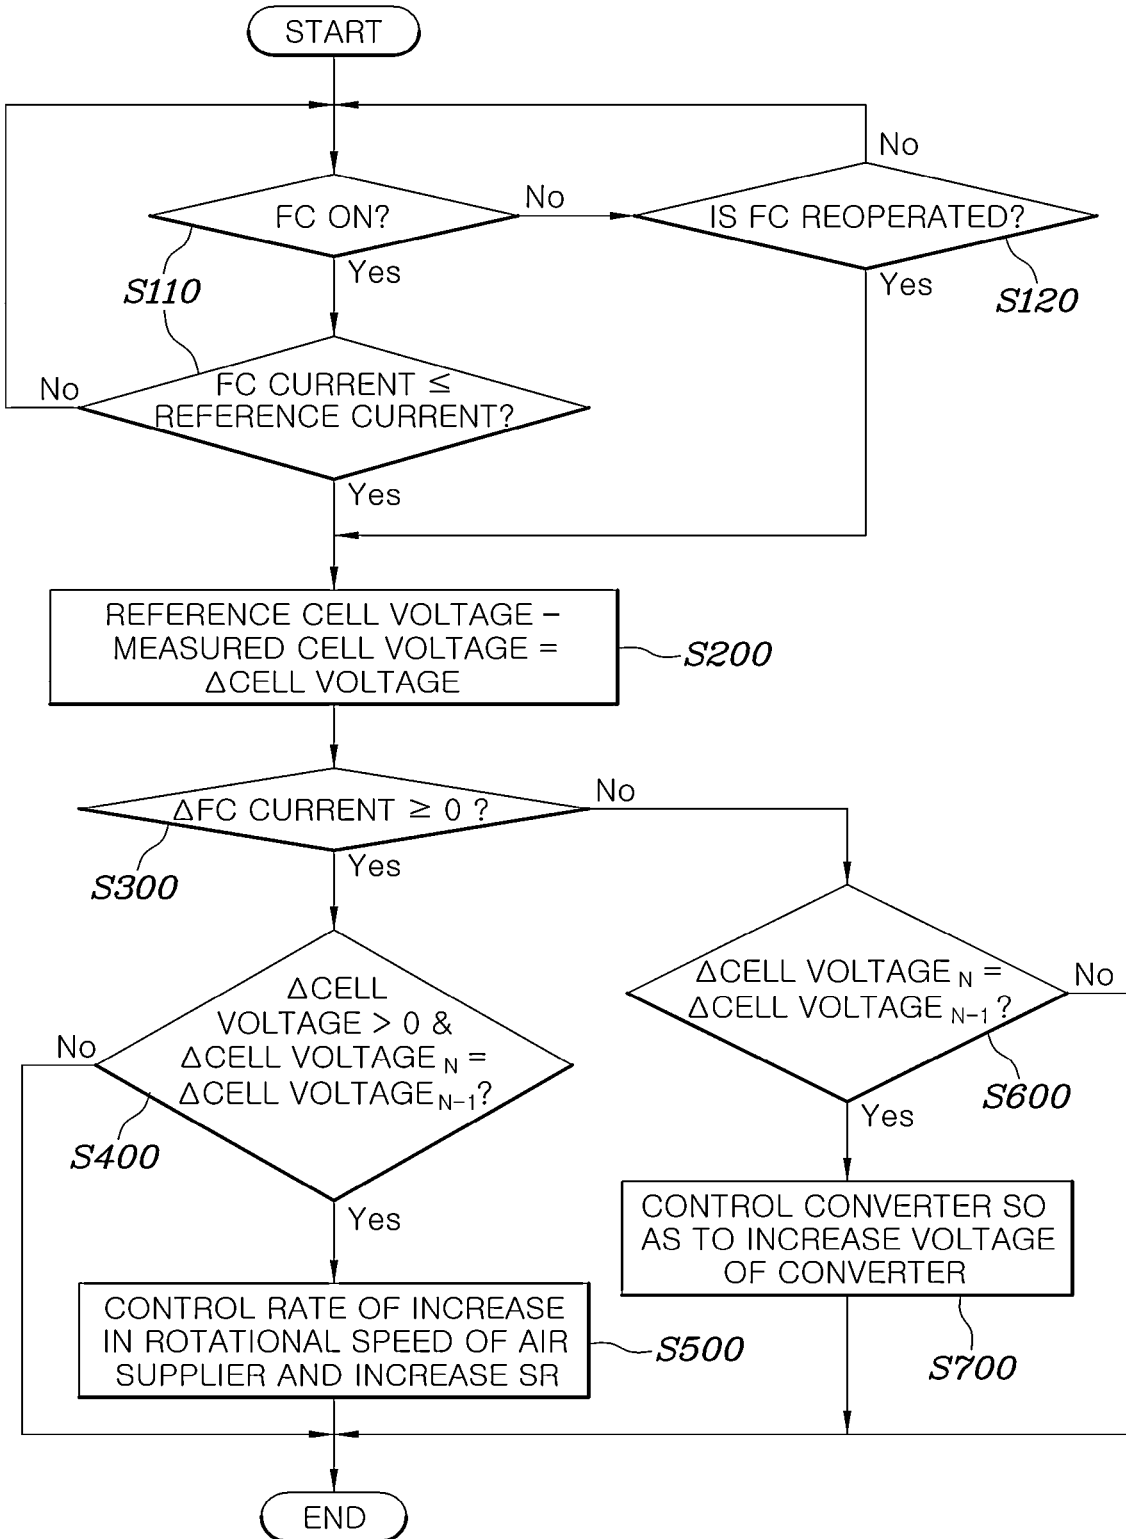 START
No
FC ON?
No
IS FC REOPERATED?
Yes
S110
Yes
S120
No
FC CURRENT ≤
REFERENCE CURRENT?
Yes
REFERENCE CELL VOLTAGE –
MEASURED CELL VOLTAGE =
ΔCELL VOLTAGE
S200
ΔFC CURRENT ≥ 0 ?
No
S300
Yes
ΔCELL
VOLTAGE > 0 &
ΔCELL VOLTAGE N =
ΔCELL VOLTAGE N-1?
No
S400
Yes
ΔCELL VOLTAGE N =
ΔCELL VOLTAGE N-1 ?
No
S600
Yes
CONTROL CONVERTER SO
AS TO INCREASE VOLTAGE
OF CONVERTER
S700
CONTROL RATE OF INCREASE
IN ROTATIONAL SPEED OF AIR
SUPPLIER AND INCREASE SR
S500
END